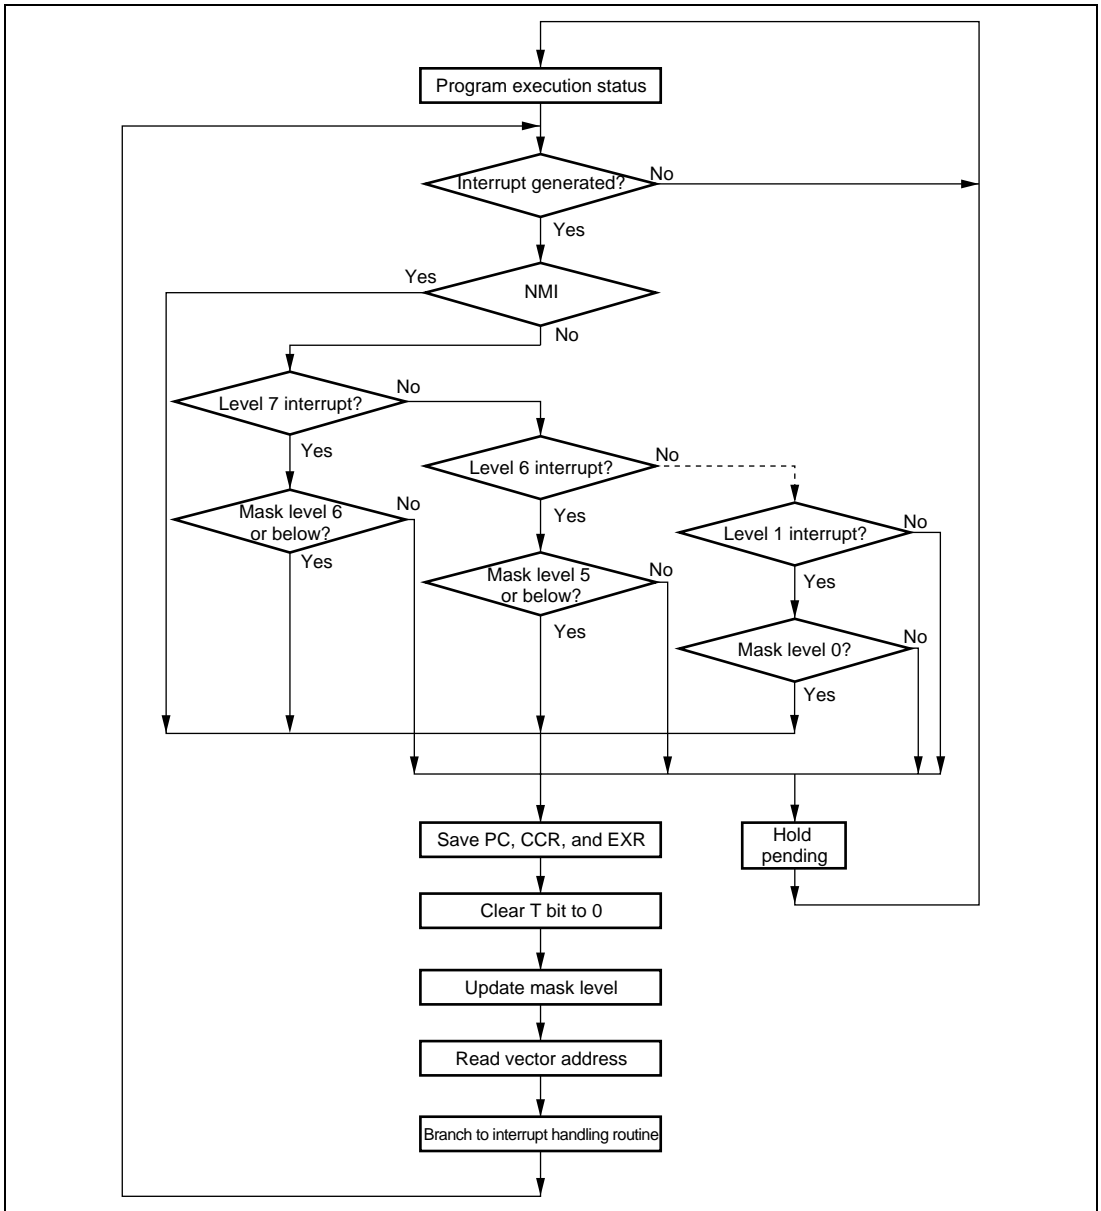 Program execution status
Interrupt generated?
No
Yes
Yes
NMI
No
Level 7 interrupt?
No
Yes
Level 6 interrupt?
No
Yes
Mask level 6
or below?
No
Yes
Level 1 interrupt?
No
Yes
Mask level 5
or below?
No
Yes
Mask level 0?
No
Yes
Save PC, CCR, and EXR
Hold
pending
Clear T bit to 0
Update mask level
Read vector address
Branch to interrupt handling routine